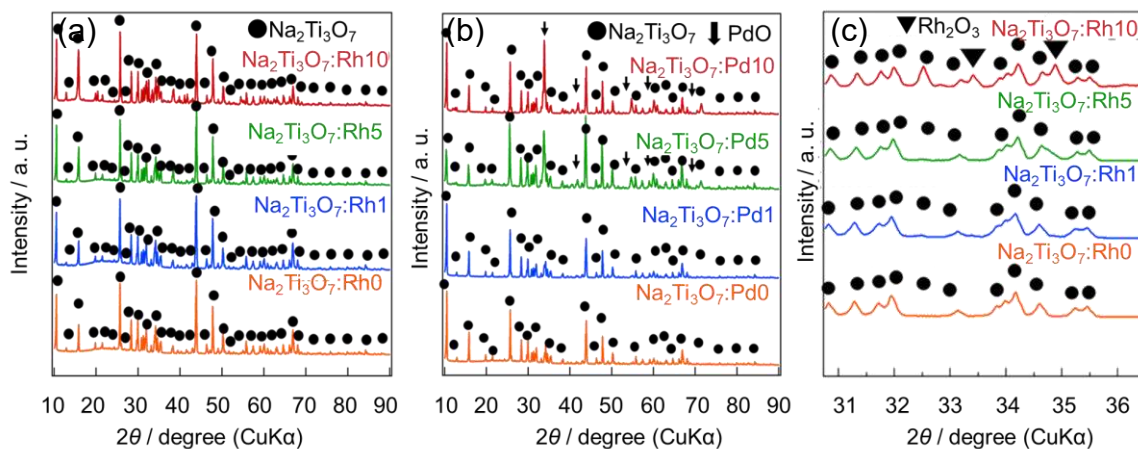 (a) Na₂Ti₃O₇
Na₂Ti₃O₇:Rh10
Na₂Ti₃O₇:Rh5
Na₂Ti₃O₇:Rh1
Na₂Ti₃O₇:Rh0
Intensity / a. u.
10 20 30 40 50 60 70 80 90
2θ / degree (CuKα)
(b) Na₂Ti₃O₇ PdO
Na₂Ti₃O₇:Pd10
Na₂Ti₃O₇:Pd5
Na₂Ti₃O₇:Pd1
Na₂Ti₃O₇:Pd0
Intensity / a. u.
10 20 30 40 50 60 70 80 90
2θ / degree (CuKα)
(c) Rh₂O₃
Na₂Ti₃O₇:Rh10
Na₂Ti₃O₇:Rh5
Na₂Ti₃O₇:Rh1
Na₂Ti₃O₇:Rh0
Intensity / a. u.
31 32 33 34 35 36
2θ / degree (CuKα)